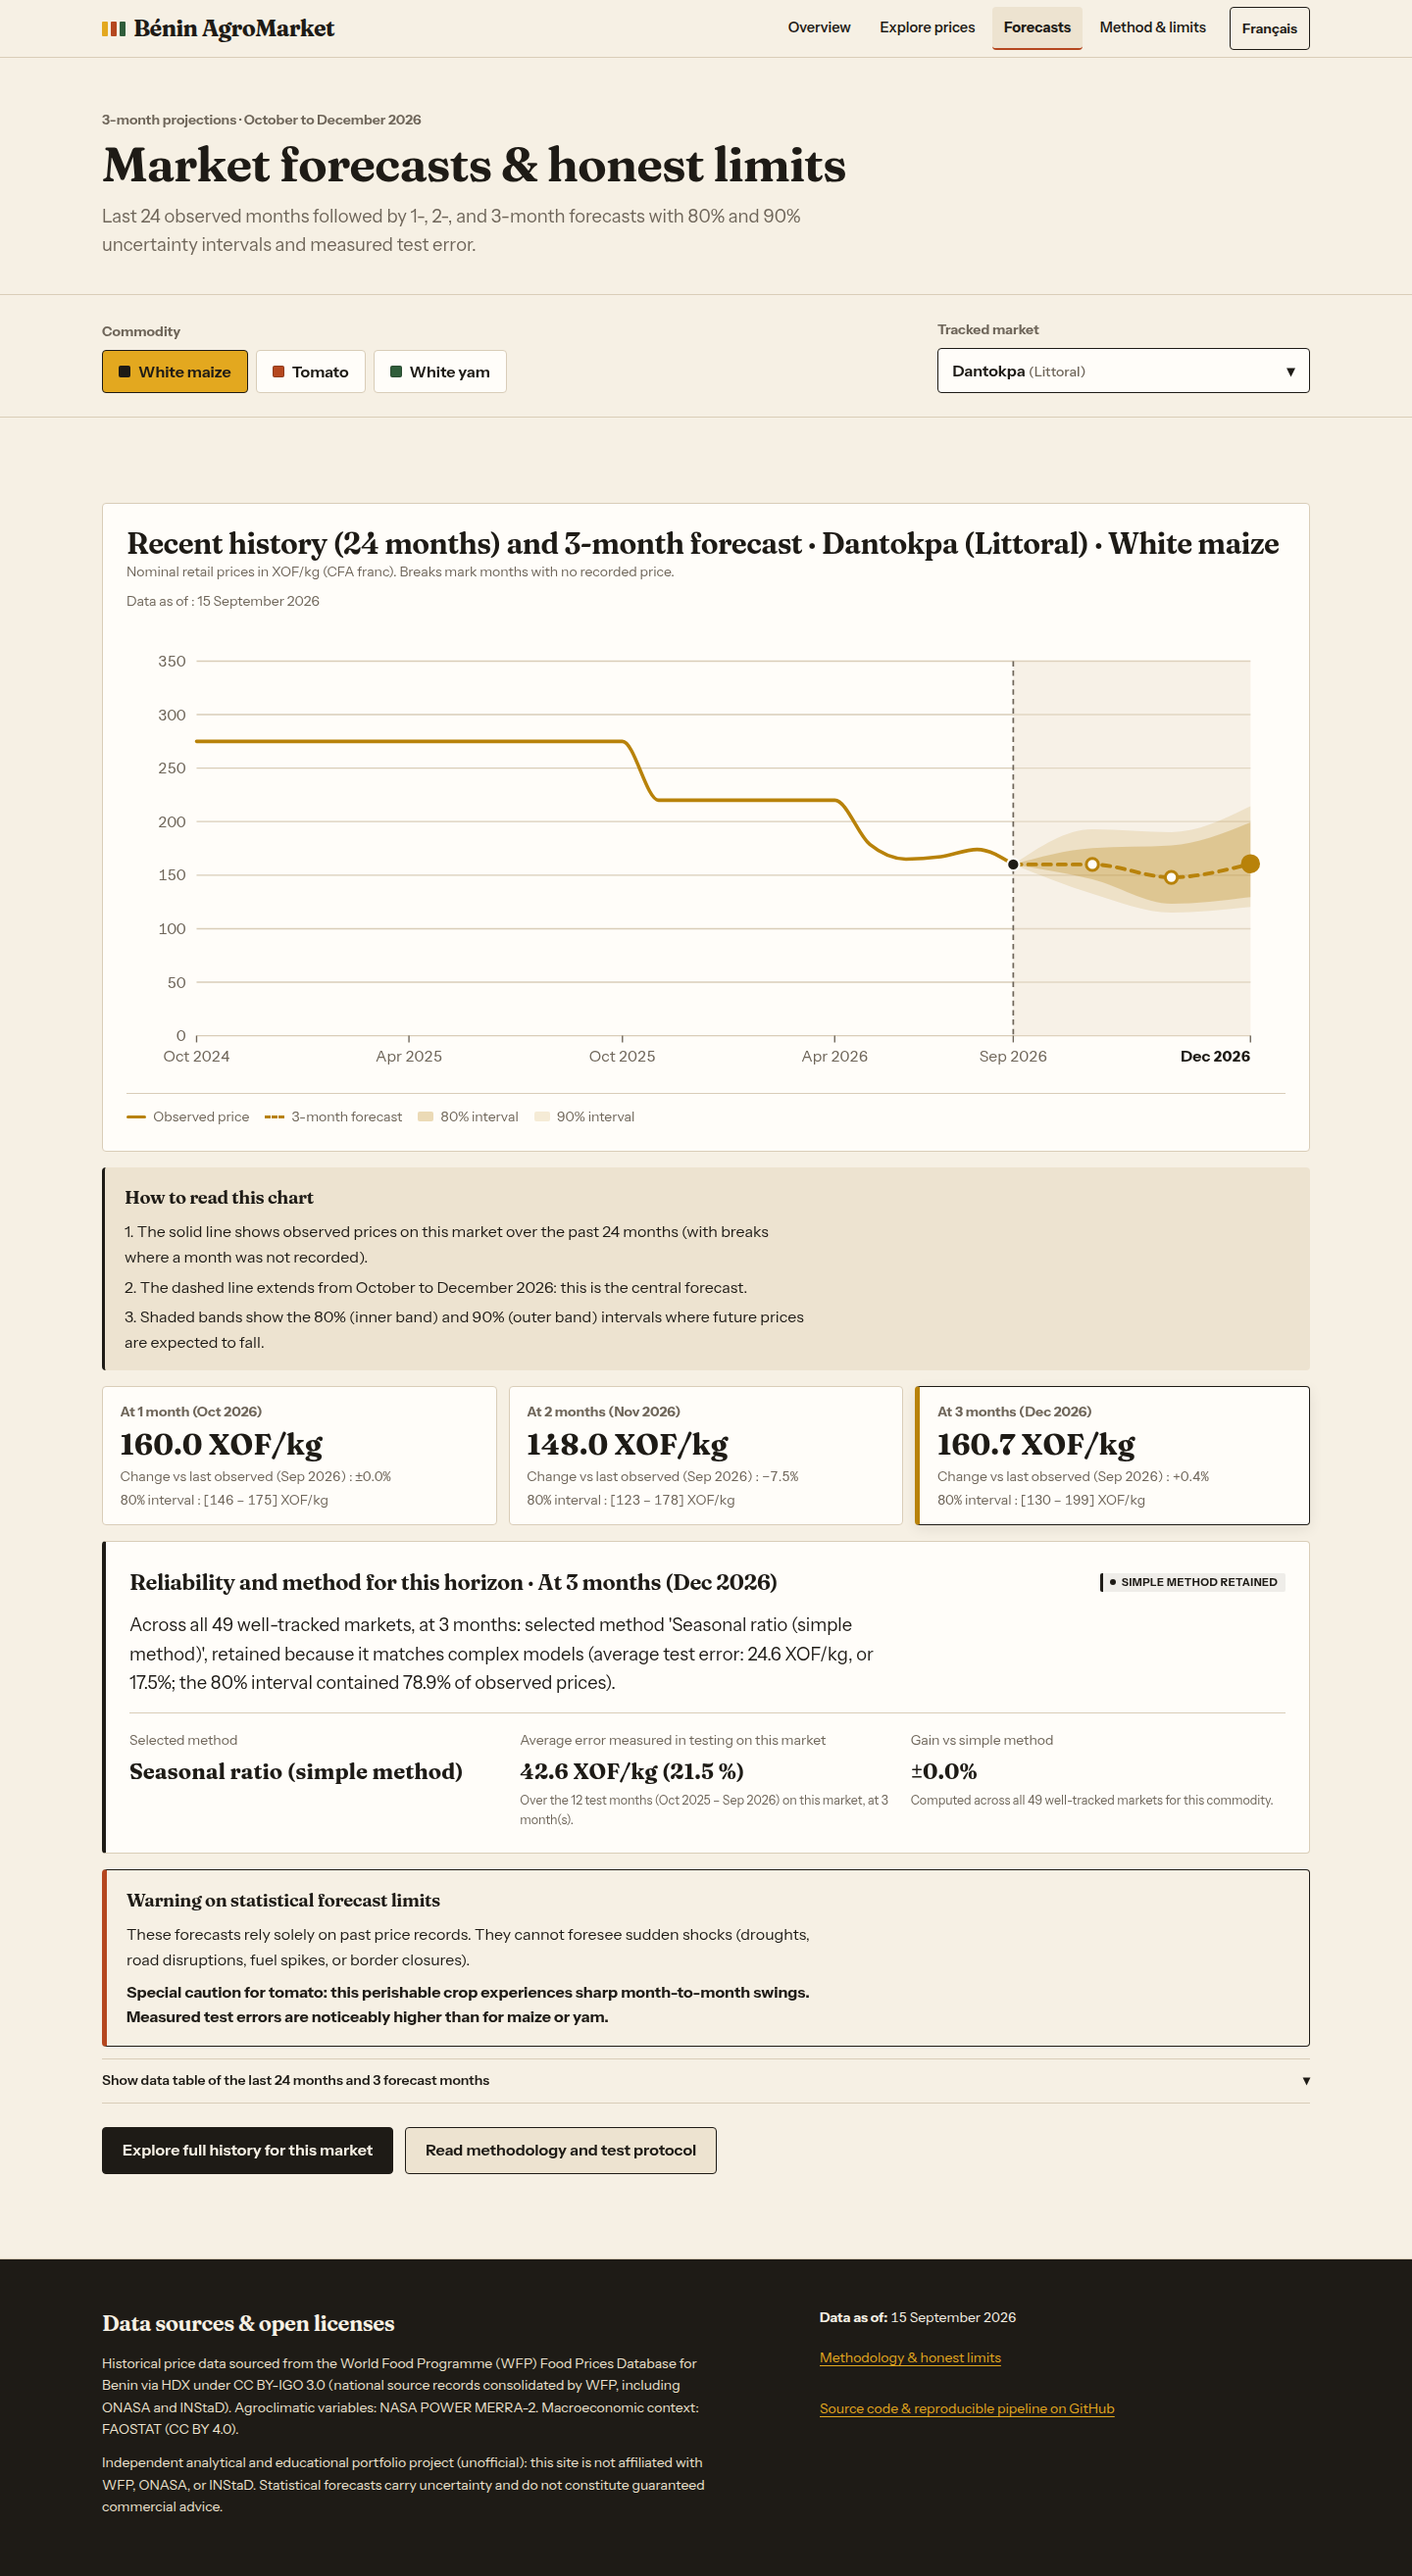 Bénin AgroMarket
Overview
Explore prices
Forecasts
Method & limits
Français
3-month projections · October to December 2026
Market forecasts & honest limits
Last 24 observed months followed by 1-, 2-, and 3-month forecasts with 80% and 90%
uncertainty intervals and measured test error.
Commodity
White maize
Tomato
White yam
Tracked market
Dantokpa (Littoral)
Recent history (24 months) and 3-month forecast · Dantokpa (Littoral) · White maize
Nominal retail prices in XOF/kg (CFA franc). Breaks mark months with no recorded price.
Data as of : 15 September 2026
350
300
250
200
150
100
50
0
Oct 2024
Apr 2025
Oct 2025
Apr 2026
Sep 2026
Dec 2026
Observed price
3-month forecast
80% interval
90% interval
How to read this chart
1. The solid line shows observed prices on this market over the past 24 months (with breaks
where a month was not recorded).
2. The dashed line extends from October to December 2026: this is the central forecast.
3. Shaded bands show the 80% (inner band) and 90% (outer band) intervals where future prices
are expected to fall.
At 1 month (Oct 2026)
160.0 XOF/kg
Change vs last observed (Sep 2026) : ±0.0%
80% interval : [146 – 175] XOF/kg
At 2 months (Nov 2026)
148.0 XOF/kg
Change vs last observed (Sep 2026) : −7.5%
80% interval : [123 – 178] XOF/kg
At 3 months (Dec 2026)
160.7 XOF/kg
Change vs last observed (Sep 2026) : +0.4%
80% interval : [130 – 199] XOF/kg
Reliability and method for this horizon · At 3 months (Dec 2026)
SIMPLE METHOD RETAINED
Across all 49 well-tracked markets, at 3 months: selected method 'Seasonal ratio (simple
method)', retained because it matches complex models (average test error: 24.6 XOF/kg, or
17.5%; the 80% interval contained 78.9% of observed prices).
Selected method
Seasonal ratio (simple method)
Average error measured in testing on this market
42.6 XOF/kg (21.5 %)
Over the 12 test months (Oct 2025 – Sep 2026) on this market, at 3
month(s).
Gain vs simple method
±0.0%
Computed across all 49 well-tracked markets for this commodity.
Warning on statistical forecast limits
These forecasts rely solely on past price records. They cannot foresee sudden shocks (droughts,
road disruptions, fuel spikes, or border closures).
Special caution for tomato: this perishable crop experiences sharp month-to-month swings.
Measured test errors are noticeably higher than for maize or yam.
Show data table of the last 24 months and 3 forecast months
Explore full history for this market
Read methodology and test protocol
Data sources & open licenses
Historical price data sourced from the World Food Programme (WFP) Food Prices Database for
Benin via HDX under CC BY-IGO 3.0 (national source records consolidated by WFP, including
ONASA and INStaD). Agroclimatic variables: NASA POWER MERRA-2. Macroeconomic context:
FAOSTAT (CC BY 4.0).
Independent analytical and educational portfolio project (unofficial): this site is not affiliated with
WFP, ONASA, or INStaD. Statistical forecasts carry uncertainty and do not constitute guaranteed
commercial advice.
Data as of: 15 September 2026
Methodology & honest limits
Source code & reproducible pipeline on GitHub